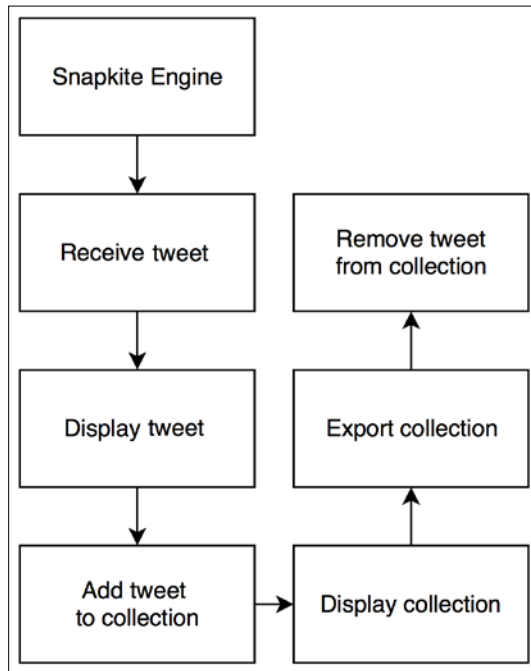 Snapkite Engine
Receive tweet
Display tweet
Add tweet
to collection
Display collection
Export collection
Remove tweet
from collection